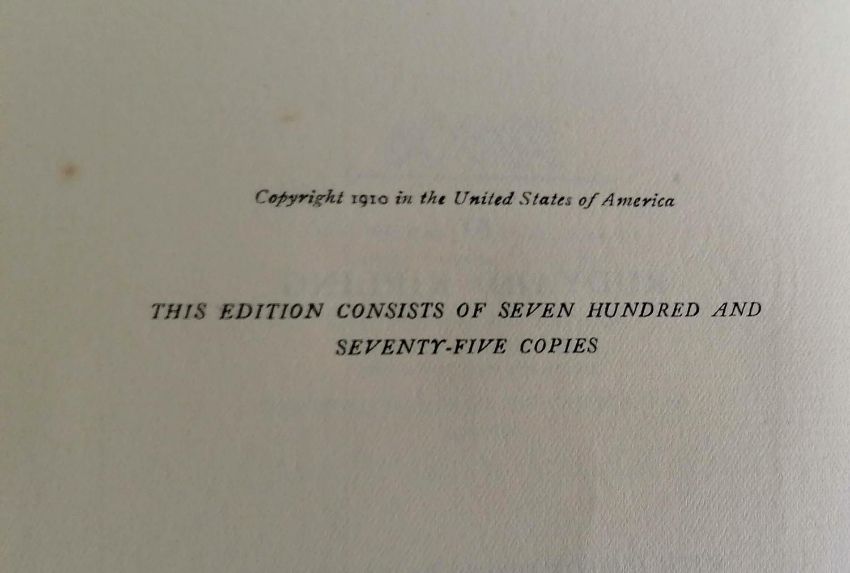 Copyright 1910 in the United States of America
THIS EDITION CONSISTS OF SEVEN HUNDRED AND
SEVENTY-FIVE COPIES